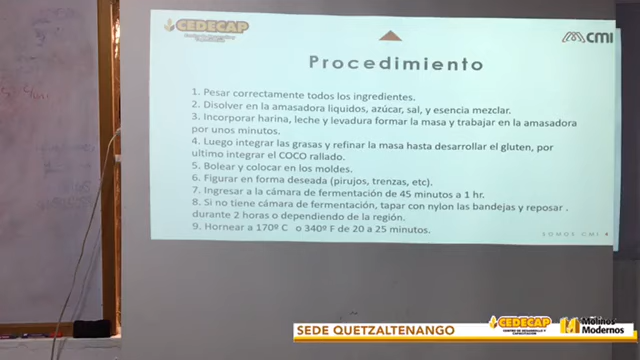 CEDECAP
CMI
Procedimiento
1. Pesar correctamente todos los ingredientes.
2. Disolver en la amasadora liquidos, azúcar, sal, y esencia mezclar.
3. Incorporar harina, leche y levadura formar la masa y trabajar en la amasadora
por unos minutos.
4. Luego integrar las grasas y refinar la masa hasta desarrollar el gluten, por
ultimo integrar el COCO rallado.
5. Bolear y colocar en los moldes.
6. Figurar en forma deseada (pirujos, trenzas, etc).
7. Ingresar a la cámara de fermentación de 45 minutos a 1 hr.
8. Si no tiene cámara de fermentación, tapar con nylon las bandejas y reposar .
durante 2 horas o dependiendo de la región.
9. Hornear a 170º C o 340º F de 20 a 25 minutos.
SOMOS CMI
SEDE QUETZALTENANGO
CEDECAP
CENTRO DE DESARROLLO Y
CAPACITACIÓN
Molinos
Modernos